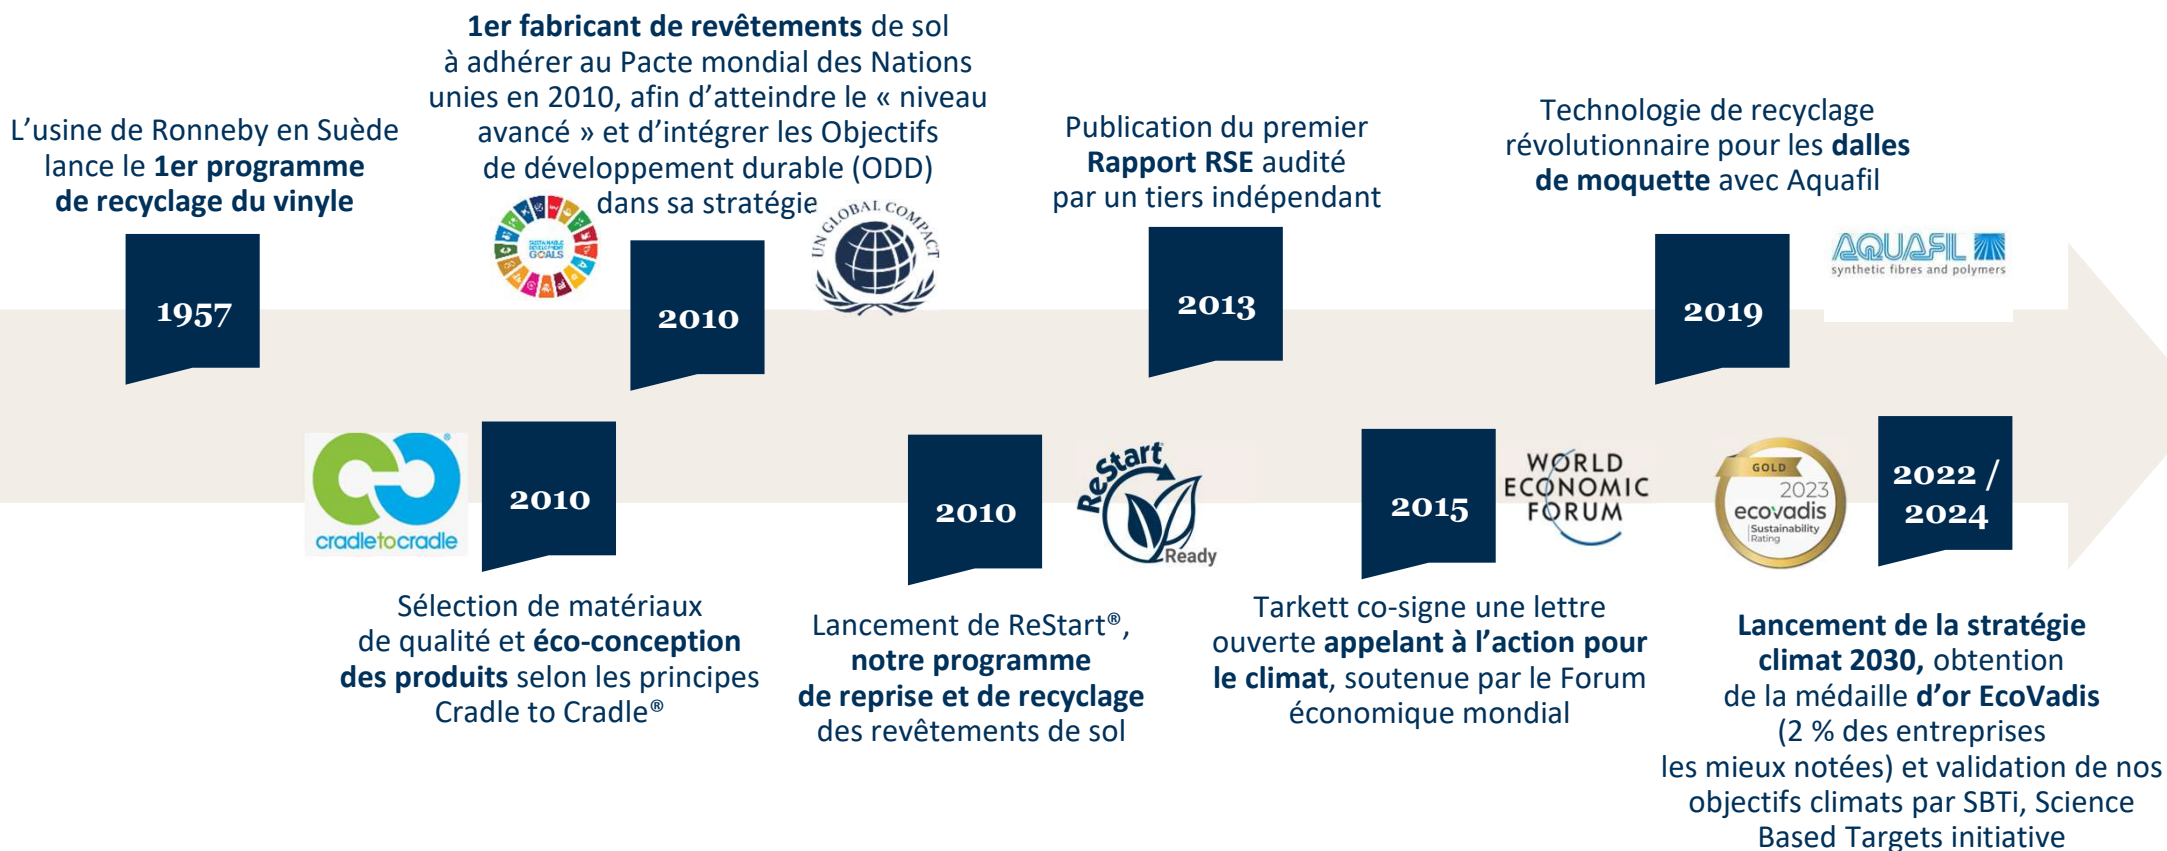 L’usine de Ronneby en Suède
lance le 1er programme
de recyclage du vinyle
1957
cradletocradle
2010
Sélection de matériaux
de qualité et éco-conception
des produits selon les principes
Cradle to Cradle®
1er fabricant de revêtements de sol
à adhérer au Pacte mondial des Nations
unies en 2010, afin d’atteindre le « niveau
avancé » et d’intégrer les Objectifs
de développement durable (ODD)
dans sa stratégie
SUSTAINABLE
DEVELOPMENT
GOALS
2010
UN GLOBAL COMPACT
2010
ReStart
Ready
Lancement de ReStart®,
notre programme
de reprise et de recyclage
des revêtements de sol
Publication du premier
Rapport RSE audité
par un tiers indépendant
2013
2015
WORLD
ECONOMIC
FORUM
Tarkett co-signe une lettre
ouverte appelant à l’action pour
le climat, soutenue par le Forum
économique mondial
Technologie de recyclage
révolutionnaire pour les dalles
de moquette avec Aquafil
2019
AQUAFIL
synthetic fibres and polymers
GOLD
2023
ecovadis
Sustainability
Rating
2022 /
2024
Lancement de la stratégie
climat 2030, obtention
de la médaille d’or EcoVadis
(2 % des entreprises
les mieux notées) et validation de nos
objectifs climats par SBTi, Science
Based Targets initiative